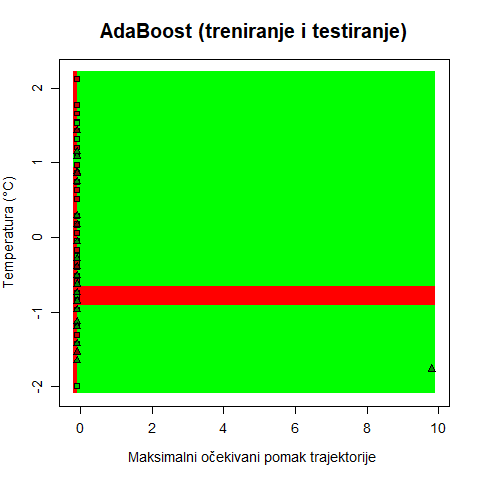 AdaBoost (treniranje i testiranje)
Temperatura (°C)
2
1
0
-1
-2
0 2 4 6 8 10
Maksimalni očekivani pomak trajektorije